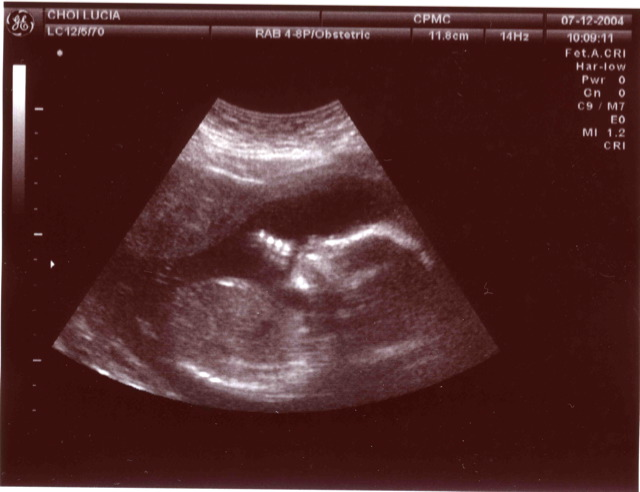 CHOI LUCIA CPMC 07-12-2004
LC12/5/70 RAB 4-8P/Obstetric 11.8cm 14Hz 10:09:11
Fet.A.CRI
Har-low
Pwr 0
Gn 0
C9 / M7
E0
MI 1.2
CRI
GE